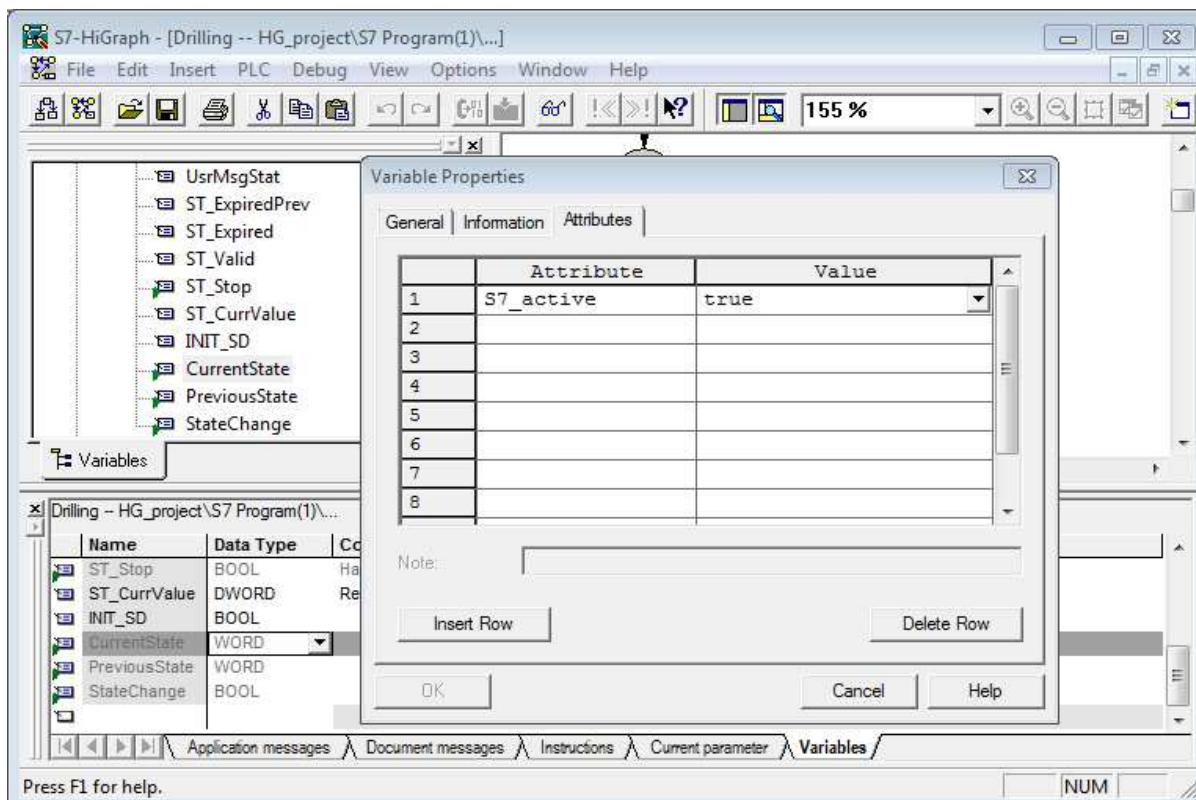 S7-HiGraph - [Drilling -- HG_project\S7 Program(1)\...]
File Edit Insert PLC Debug View Options Window Help
155 %
UsrMsgStat
ST_ExpiredPrev
ST_Expired
ST_Valid
ST_Stop
ST_CurrValue
INIT_SD
CurrentState
PreviousState
StateChange
Variables
Variable Properties
General Information Attributes
Attribute Value
1 S7_active true
2
3
4
5
6
7
8
Note:
Insert Row Delete Row
OK Cancel Help
Drilling -- HG_project\S7 Program(1)\...
Name Data Type Co
ST_Stop BOOL Ha
ST_CurrValue DWORD Re
INIT_SD BOOL
CurrentState WORD
PreviousState WORD
StateChange BOOL
Application messages Document messages Instructions Current parameter Variables
Press F1 for help. NUM